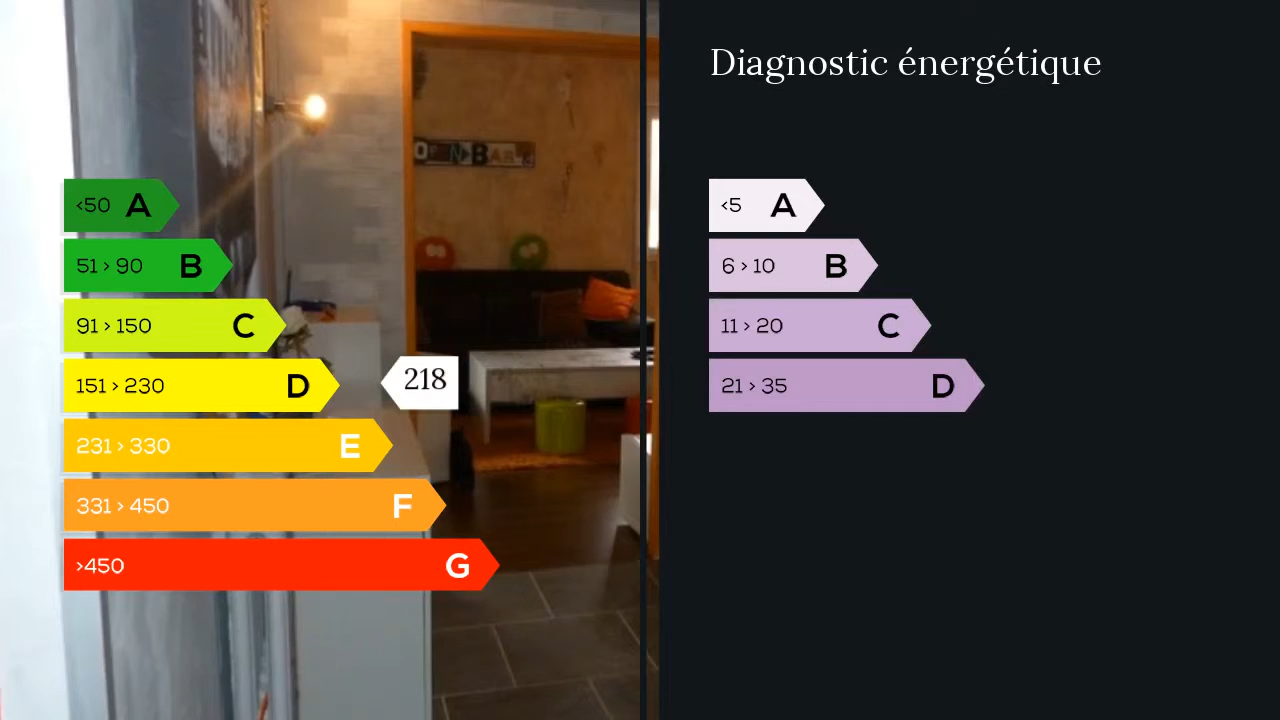 Diagnostic énergétique
<50 A
51 > 90 B
91 > 150 C
151 > 230 D
218
231 > 330 E
331 > 450 F
>450 G
<5 A
6 > 10 B
11 > 20 C
21 > 35 D